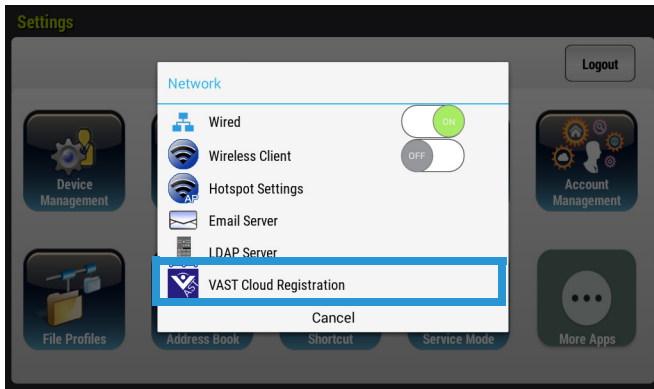 Settings
Logout
Network
Wired
ON
Wireless Client
OFF
Hotspot Settings
AP
Email Server
LDAP Server
VAST Cloud Registration
Cancel
Device
Management
Account
Management
File Profiles
Address Book
Shortcut
Service Mode
More Apps